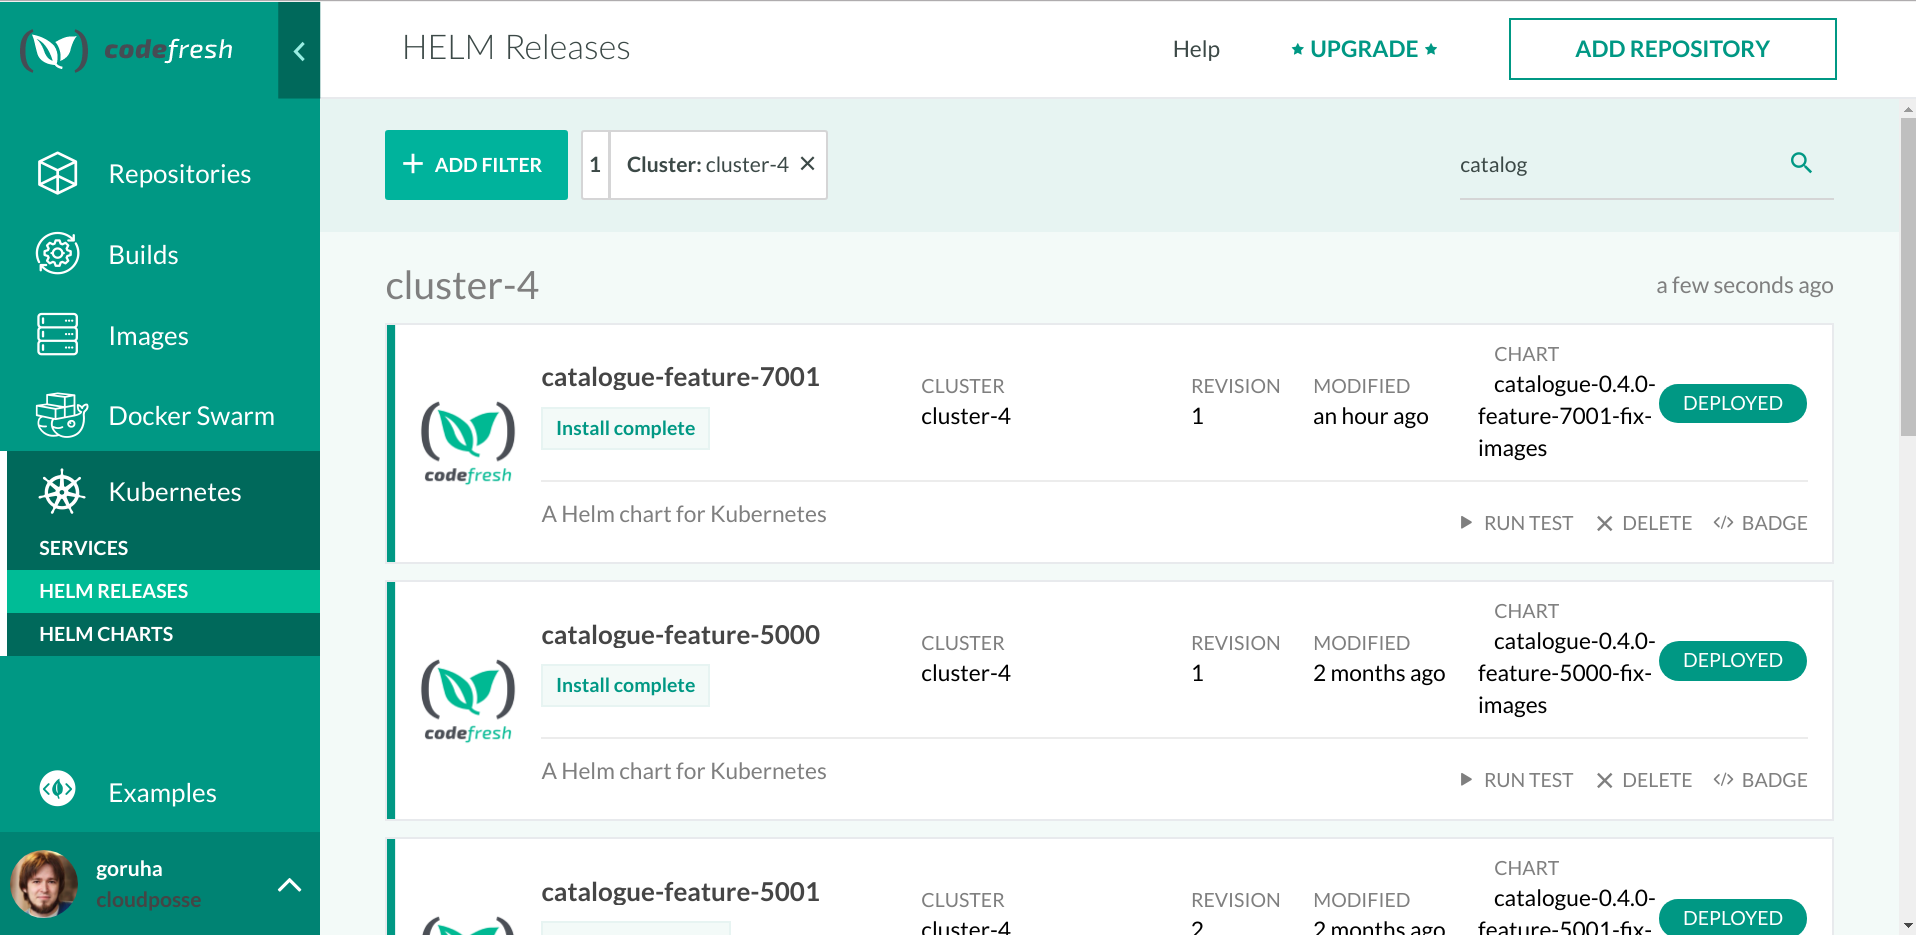 codefresh
HELM Releases
Help
UPGRADE
ADD REPOSITORY
Repositories
Builds
Images
Docker Swarm
Kubernetes
SERVICES
HELM RELEASES
HELM CHARTS
Examples
goruha
cloudposse
ADD FILTER
1
Cluster: cluster-4
catalog
cluster-4
a few seconds ago
catalogue-feature-7001
Install complete
codefresh
CLUSTER
cluster-4
REVISION
1
MODIFIED
an hour ago
CHART
catalogue-0.4.0-
feature-7001-fix-
images
DEPLOYED
A Helm chart for Kubernetes
RUN TEST
DELETE
BADGE
catalogue-feature-5000
Install complete
codefresh
CLUSTER
cluster-4
REVISION
1
MODIFIED
2 months ago
CHART
catalogue-0.4.0-
feature-5000-fix-
images
DEPLOYED
A Helm chart for Kubernetes
RUN TEST
DELETE
BADGE
catalogue-feature-5001
CLUSTER
cluster-4
REVISION
2
MODIFIED
2 months ago
CHART
catalogue-0.4.0-
feature-5001-fix-
DEPLOYED